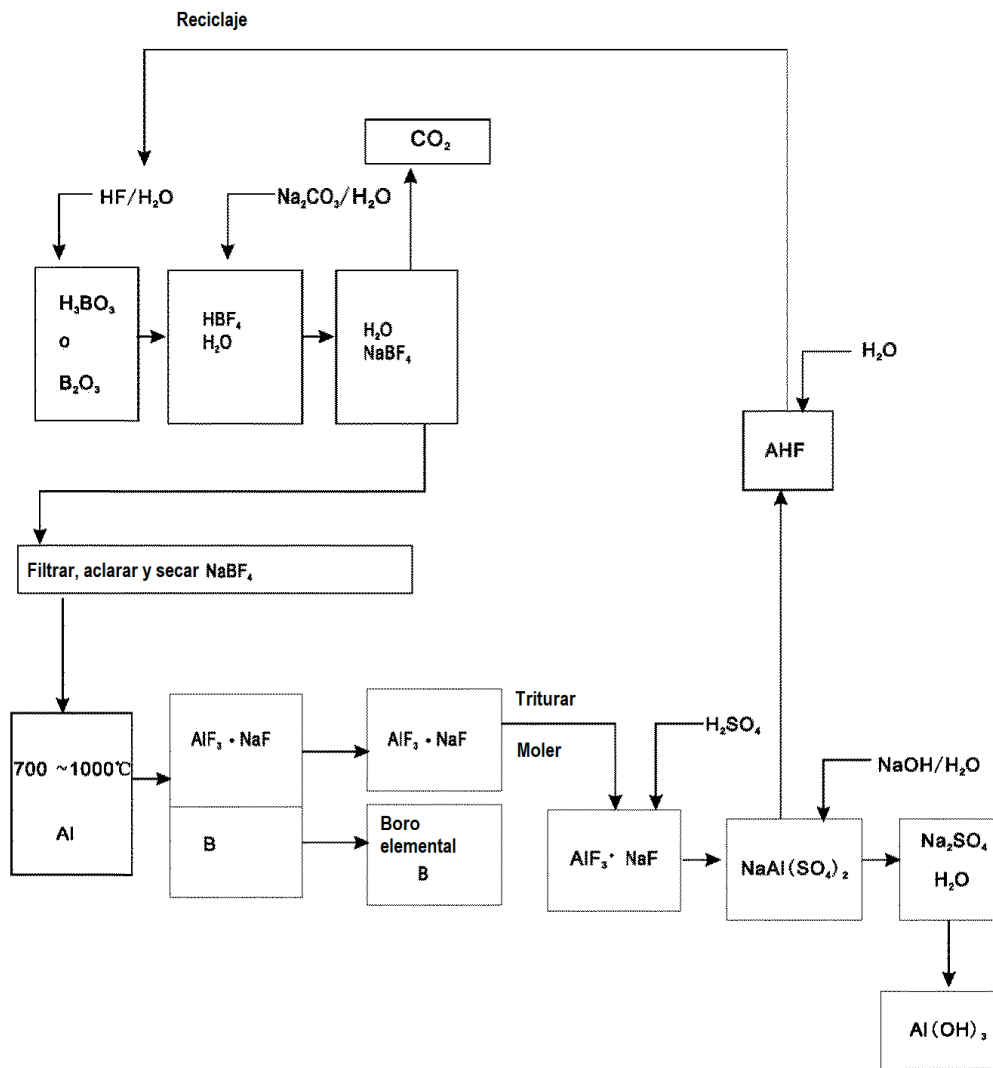 Reciclaje
CO₂
HF/H₂O
Na₂CO₃/H₂O
H₃BO₃
o
B₂O₃
HBF₄
H₂O
H₂O
NaBF₄
H₂O
AHF
Filtrar, aclarar y secar NaBF₄
700 ~1000℃
Al
AlF₃・NaF
B
AlF₃・NaF
Boro
elemental
B
Triturar
Moler
H₂SO₄
AlF₃・ NaF
NaOH/H₂O
NaAl(SO₄)₂
Na₂SO₄
H₂O
Al(OH)₃